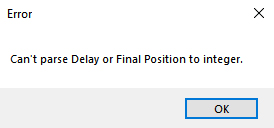 Error
Can't parse Delay or Final Position to integer.
OK